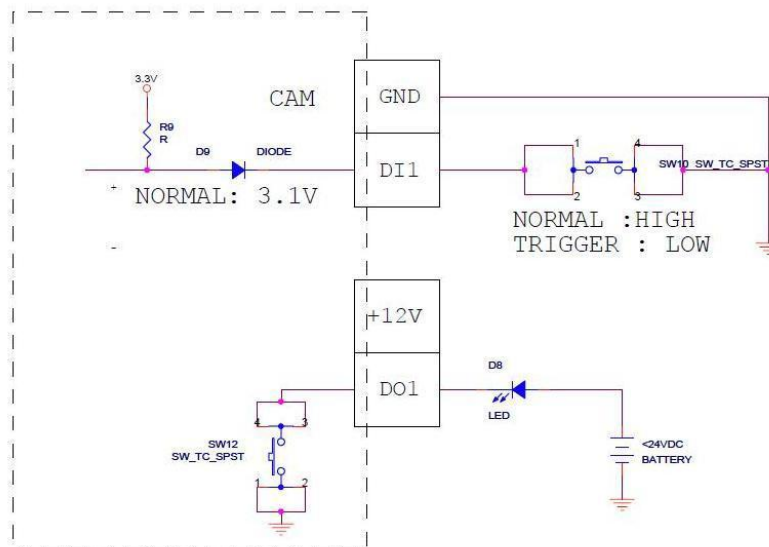 3.3V
R9
R
CAM
GND
D9
DIODE
DI1
+
-
NORMAL: 3.1V
1
4
2
3
SW10 SW_TC_SPST
NORMAL :HIGH
TRIGGER : LOW
+12V
DO1
D8
LED
4
3
SW12
SW_TC_SPST
1
2
<24VDC
BATTERY